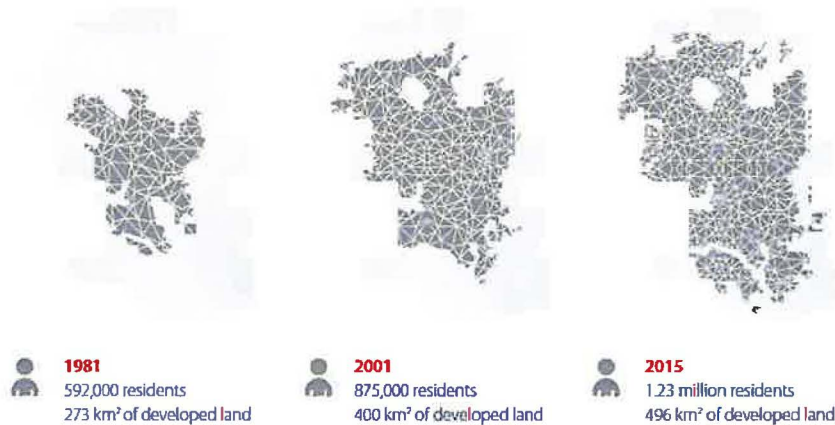 1981
592,000 residents
273 km² of developed land
2001
875,000 residents
400 km² of developed land
2015
1.23 million residents
496 km² of developed land